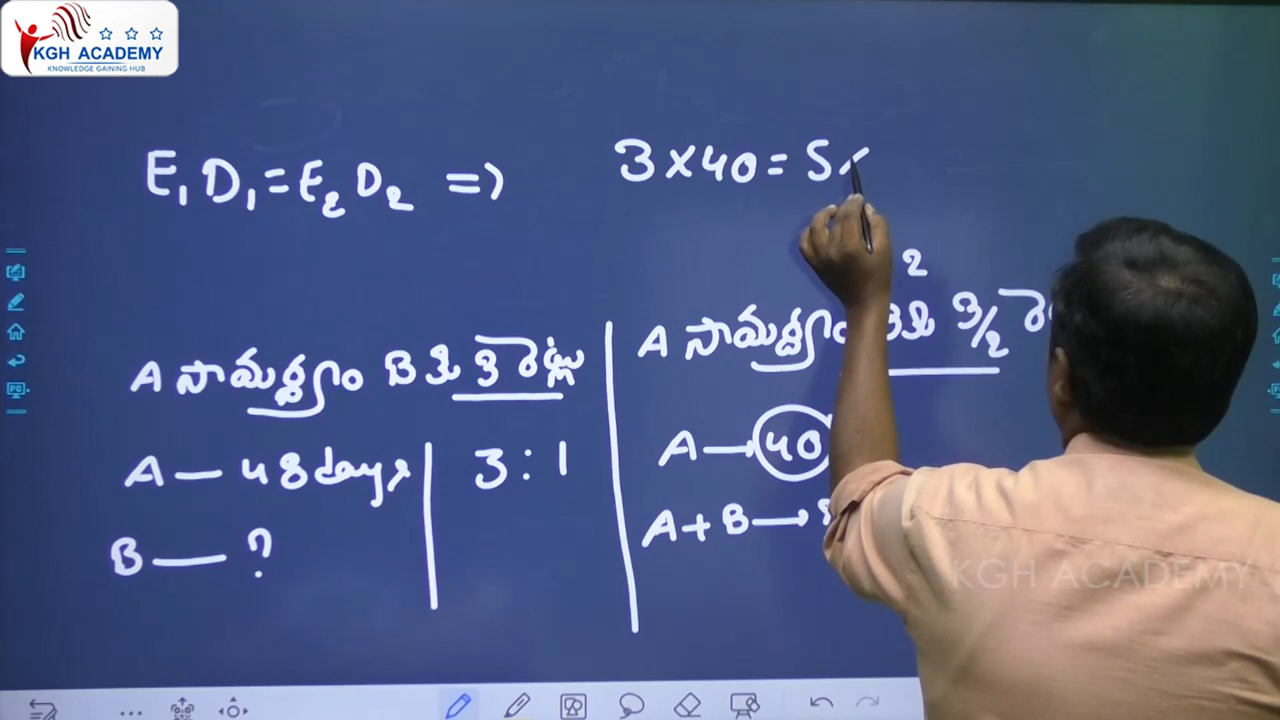 KGH ACADEMY
KNOWLEDGE GAINING HUB
E₁D₁=E₂D₂ =>
3×40=5
2
A సామర్థ్యం B కి 3 రెట్లు
A సామర్థ్యం కి 3/2
A — 48 days
3 : 1
B — ?
A → 40
A + B →
KGH ACADEMY